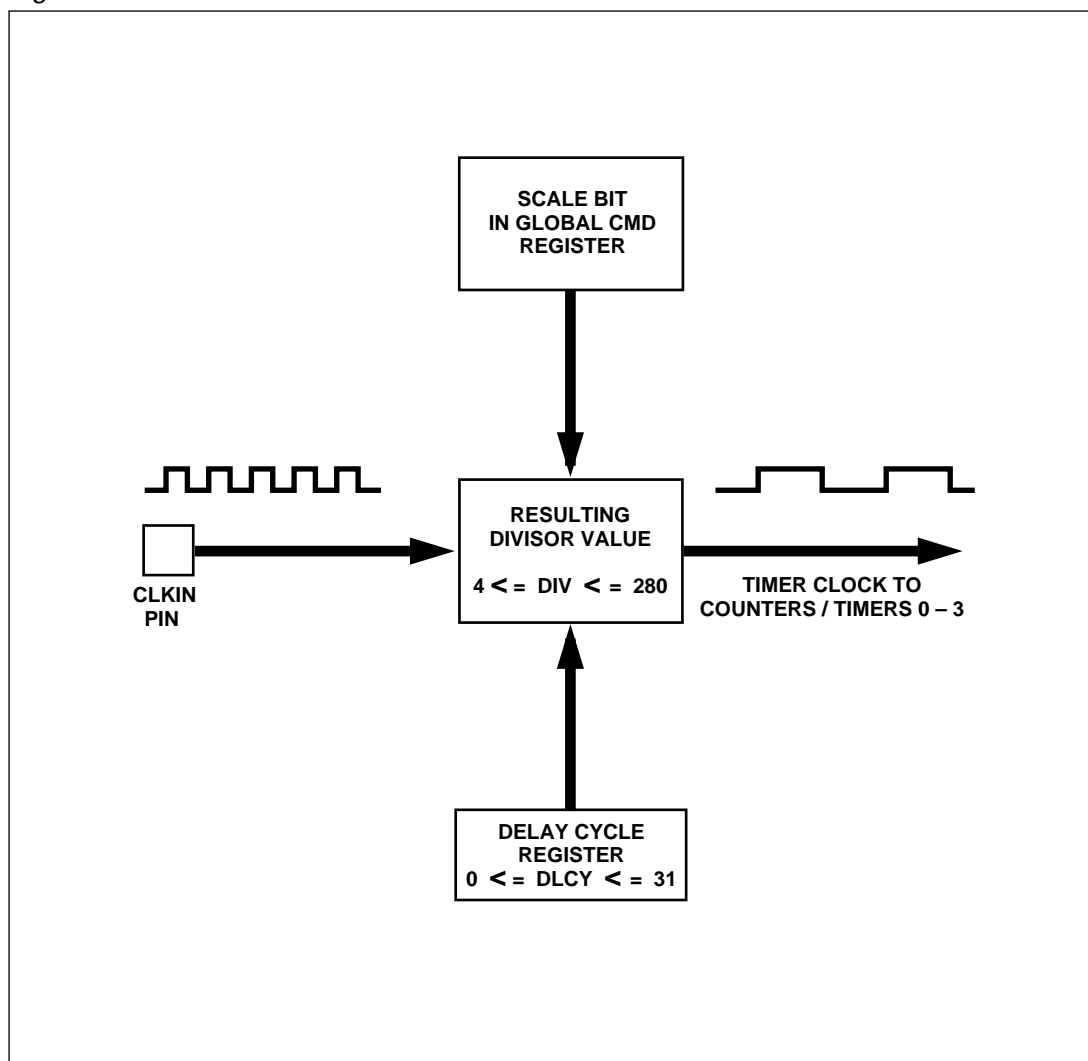 SCALE BIT
IN GLOBAL CMD
REGISTER
RESULTING
DIVISOR VALUE
4 < = DIV < = 280
CLKIN
PIN
TIMER CLOCK TO
COUNTERS / TIMERS 0 – 3
DELAY CYCLE
REGISTER
0 < = DLCY < = 31